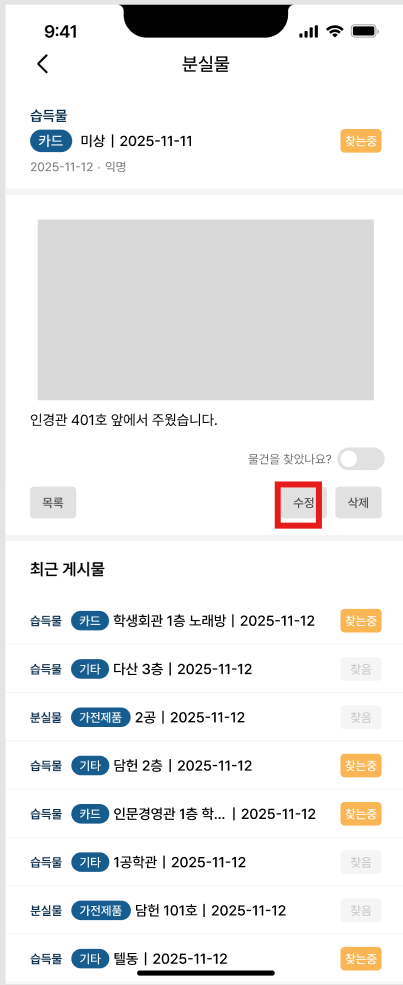 9:41
분실물
습득물
카드 미상 | 2025-11-11 찾는중
2025-11-12 · 익명
인경관 401호 앞에서 주웠습니다.
물건을 찾았나요?
목록 수정 삭제
최근 게시물
습득물 카드 학생회관 1층 노래방 | 2025-11-12 찾는중
습득물 기타 다산 3층 | 2025-11-12 찾음
분실물 가전제품 2공 | 2025-11-12 찾음
습득물 기타 담헌 2층 | 2025-11-12 찾는중
습득물 카드 인문경영관 1층 학... | 2025-11-12 찾는중
습득물 기타 1공학관 | 2025-11-12 찾음
분실물 가전제품 담헌 101호 | 2025-11-12 찾음
습득물 기타 텔동 | 2025-11-12 찾는중